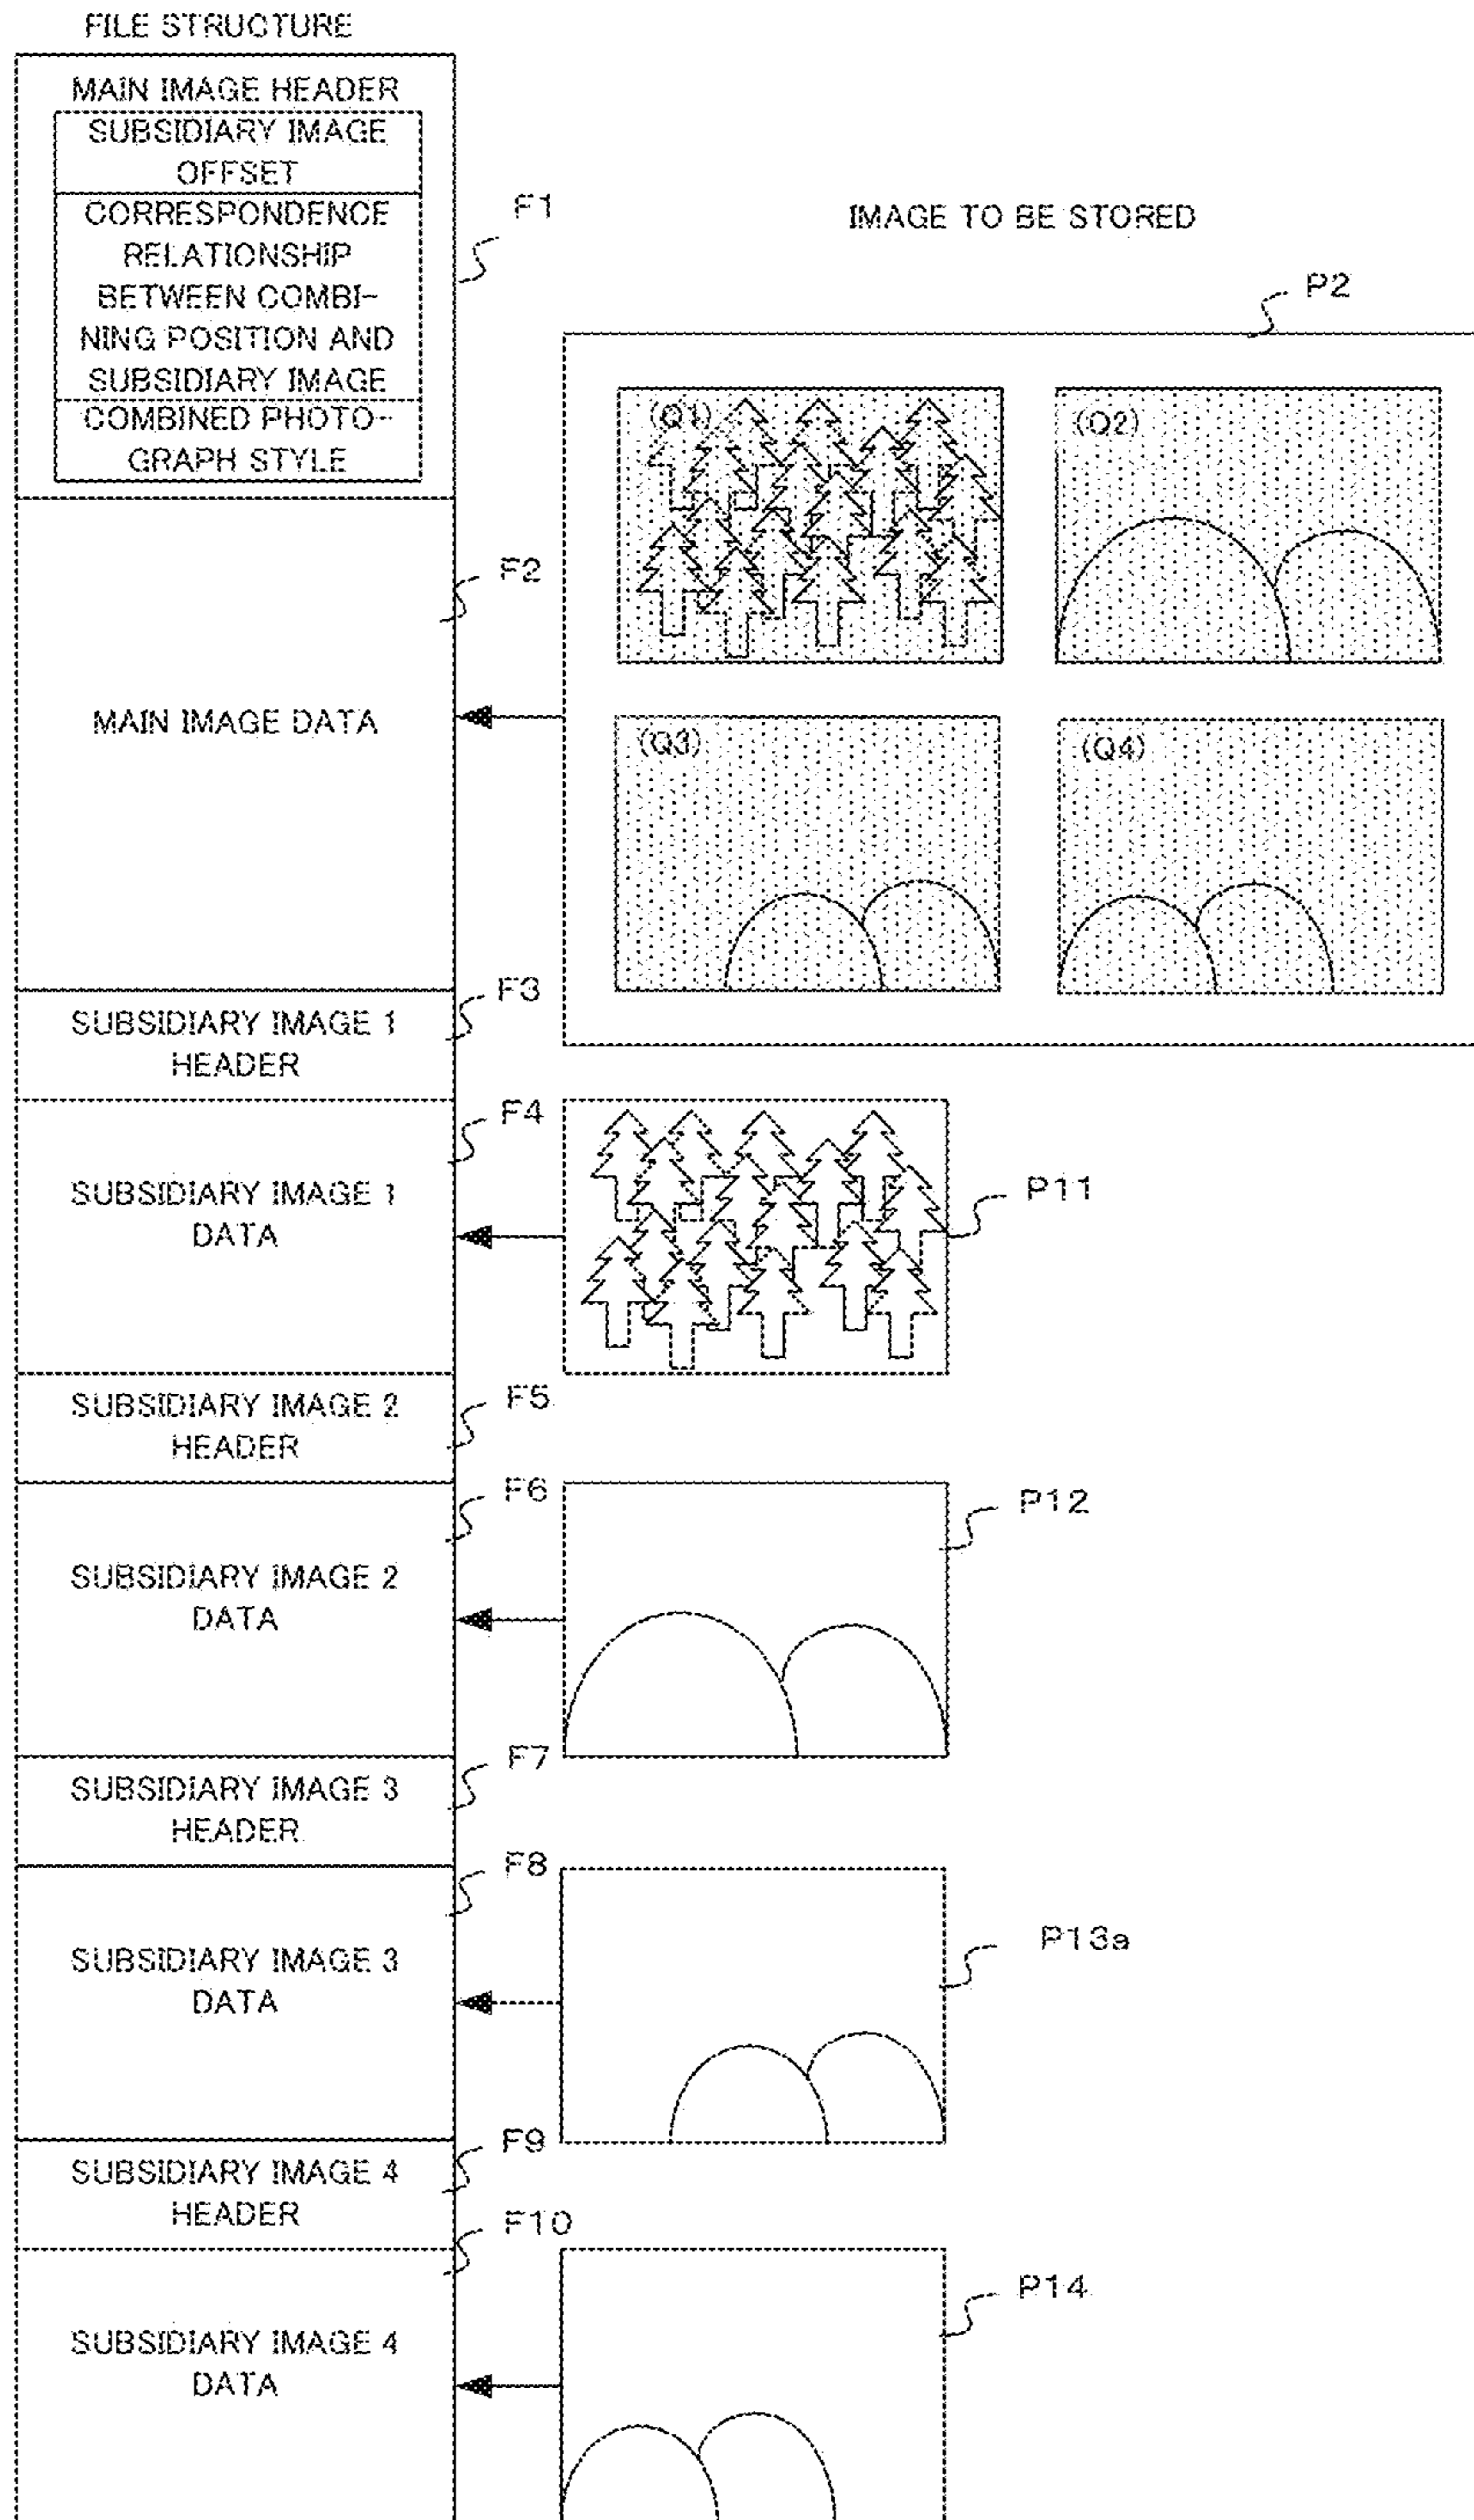 FILE STRUCTURE
MAIN IMAGE HEADER
SUBSIDIARY IMAGE
OFFSET
CORRESPONDENCE
RELATIONSHIP
BETWEEN COMBI-
NING POSITION AND
SUBSIDIARY IMAGE
COMBINED PHOTO-
GRAPH STYLE
F1
IMAGE TO BE STORED
P2
F2
(Q1)
(Q2)
MAIN IMAGE DATA
(Q3)
(Q4)
F3
SUBSIDIARY IMAGE 1
HEADER
F4
SUBSIDIARY IMAGE 1
DATA
P11
F5
SUBSIDIARY IMAGE 2
HEADER
F6
P12
SUBSIDIARY IMAGE 2
DATA
F7
SUBSIDIARY IMAGE 3
HEADER
F8
P13a
SUBSIDIARY IMAGE 3
DATA
F9
SUBSIDIARY IMAGE 4
HEADER
F10
P14
SUBSIDIARY IMAGE 4
DATA